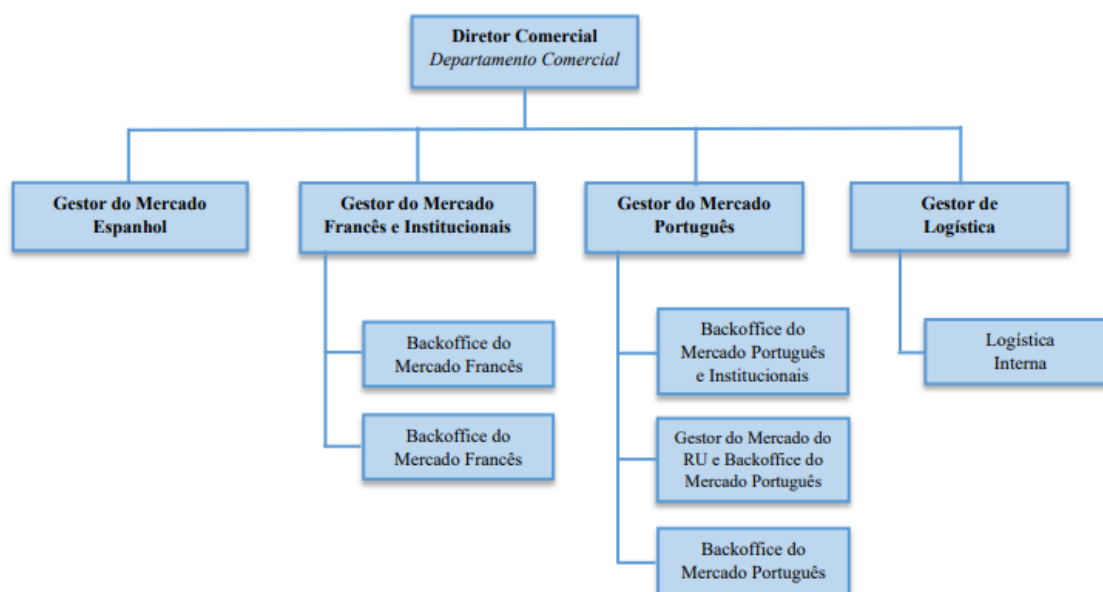 Diretor Comercial
Departamento Comercial
Gestor do Mercado
Espanhol
Gestor do Mercado
Francês e Institucionais
Gestor do Mercado
Português
Gestor de
Logística
Backoffice do
Mercado Francês
Backoffice do
Mercado Francês
Backoffice do
Mercado Português
e Institucionais
Gestor do Mercado do
RU e Backoffice do
Mercado Português
Backoffice do
Mercado Português
Logística
Interna